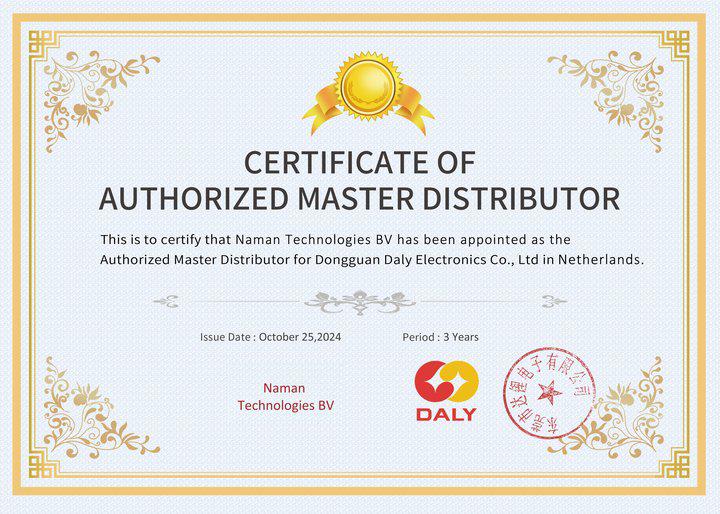 CERTIFICATE OF
AUTHORIZED MASTER DISTRIBUTOR
This is to certify that Naman Technologies BV has been appointed as the
Authorized Master Distributor for Dongguan Daly Electronics Co., Ltd in Netherlands.
Issue Date : October 25,2024 Period : 3 Years
Naman
Technologies BV
DALY
东莞市达锂电子有限公司